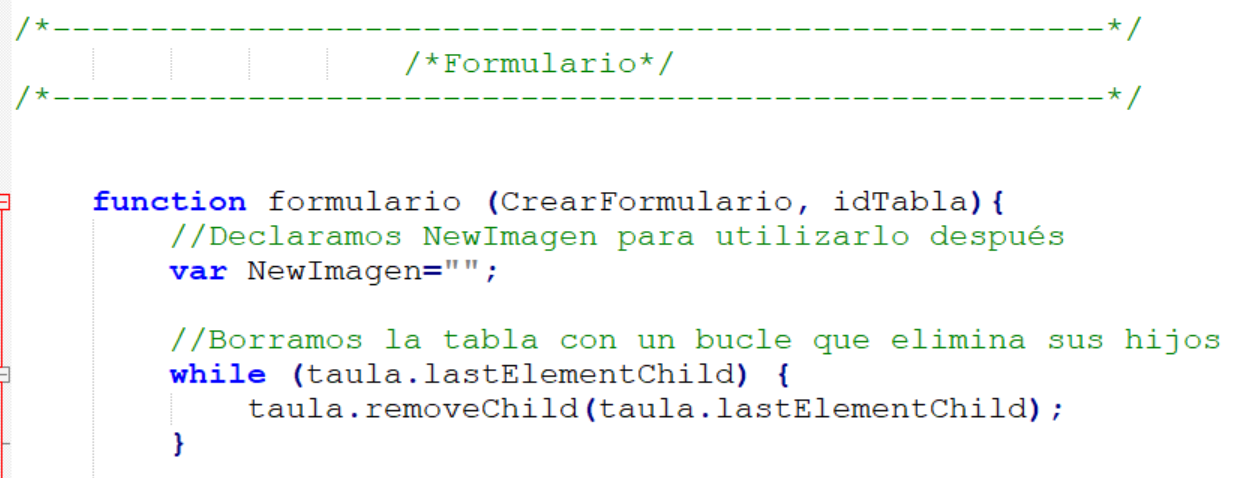 /*------------------------------------------------------*/
/*Formulario*/
/*------------------------------------------------------*/
function formulario (CrearFormulario, idTabla){
//Declaramos NewImagen para utilizarlo después
var NewImagen="";
//Borramos la tabla con un bucle que elimina sus hijos
while (taula.lastElementChild) {
taula.removeChild(taula.lastElementChild);
}